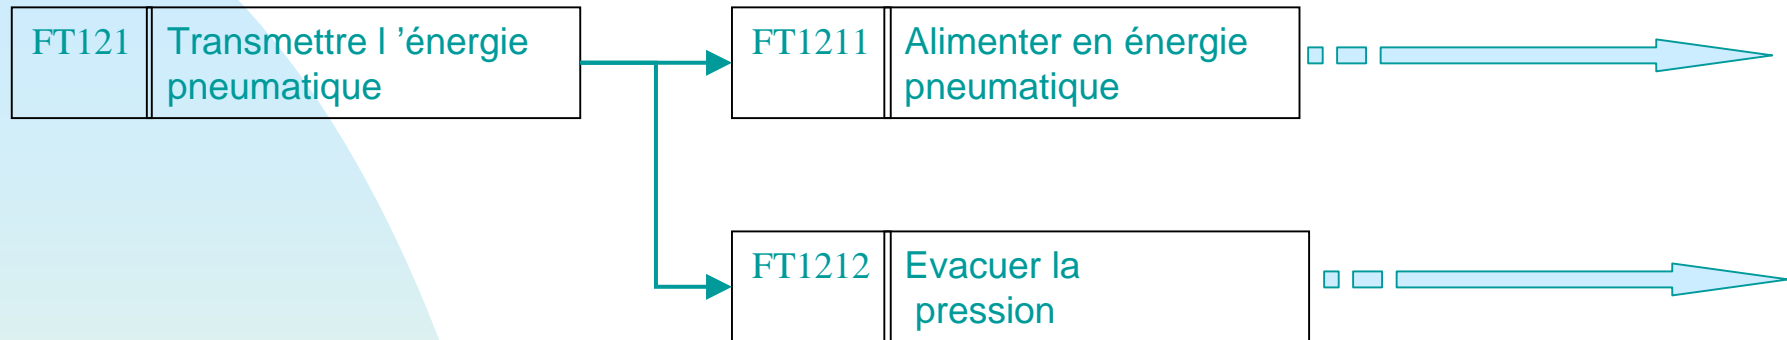 FT121 Transmettre l ’énergie
pneumatique
FT1211 Alimenter en énergie
pneumatique
FT1212 Evacuer la
pression